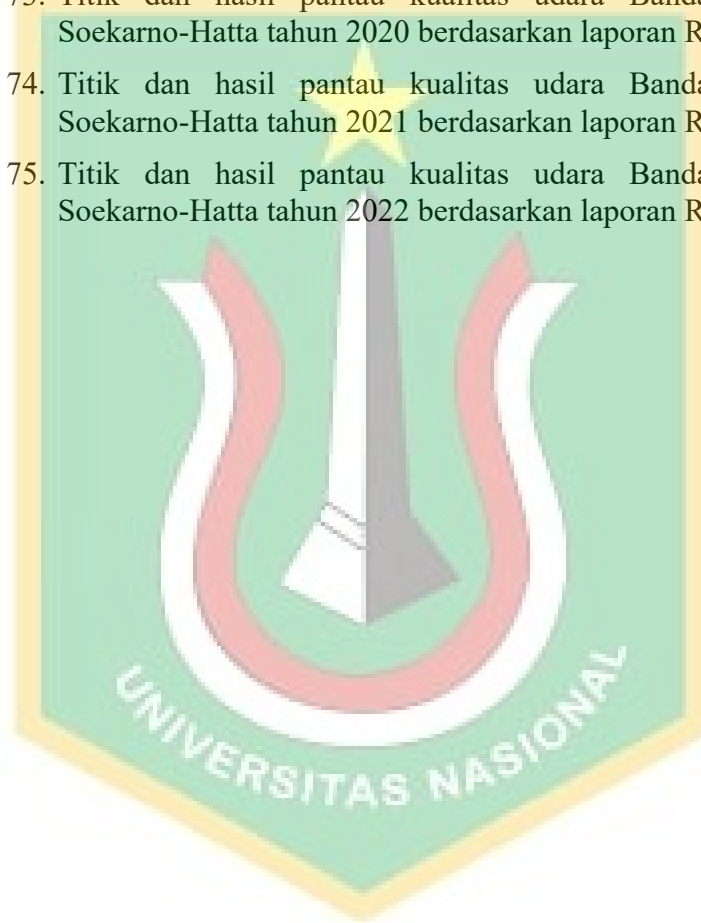 Soekarno-Hatta tahun 2020 berdasarkan laporan R
74. Titik dan hasil pantau kualitas udara Banda
Soekarno-Hatta tahun 2021 berdasarkan laporan R
75. Titik dan hasil pantau kualitas udara Banda
Soekarno-Hatta tahun 2022 berdasarkan laporan R
UNIVERSITAS NASIONAL